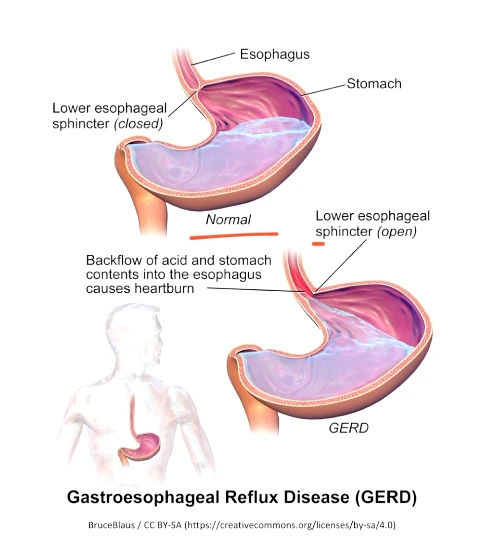 Esophagus
Stomach
Lower esophageal
sphincter (closed)
Normal
Lower esophageal
sphincter (open)
Backflow of acid and stomach
contents into the esophagus
causes heartburn
GERD
Gastroesophageal Reflux Disease (GERD)
BruceBlaus / CC BY-SA (https://creativecommons.org/licenses/by-sa/4.0)